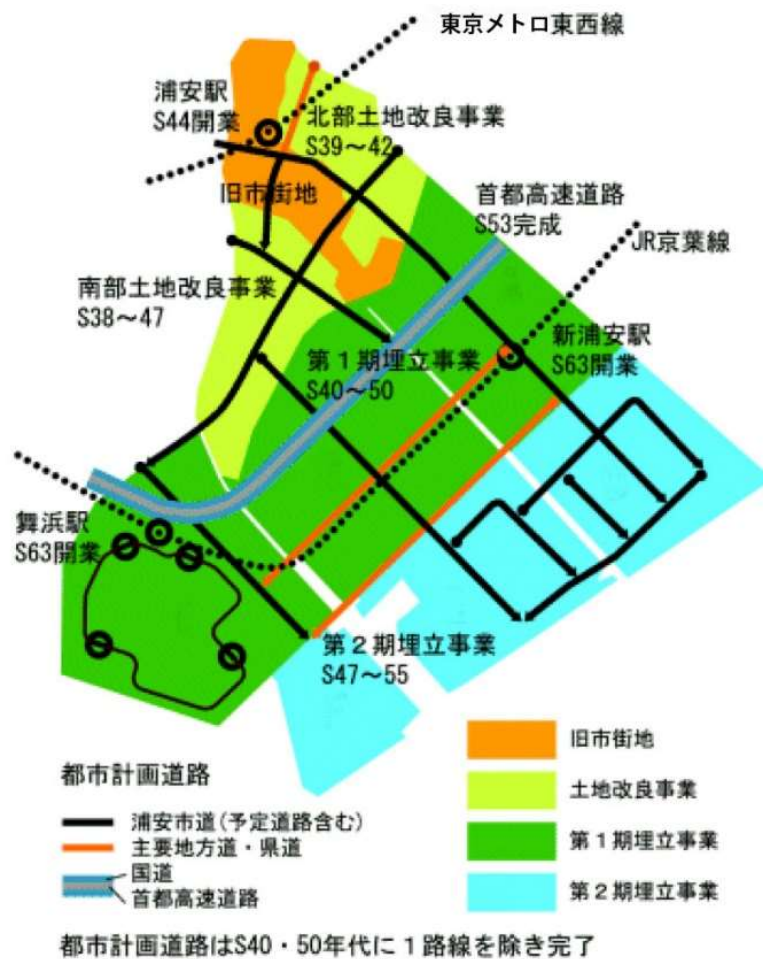 東京メトロ東西線
浦安駅
S44開業
北部土地改良事業
S39～42
旧市街地
首都高速道路
S53完成
JR京葉線
南部土地改良事業
S38～47
第１期埋立事業
S40～50
新浦安駅
S63開業
舞浜駅
S63開業
第２期埋立事業
S47～55
都市計画道路
浦安市道(予定道路含む)
主要地方道・県道
国道
首都高速道路
旧市街地
土地改良事業
第１期埋立事業
第２期埋立事業
都市計画道路はS40・50年代に１路線を除き完了